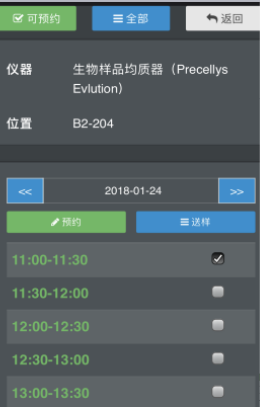 可预约 全部 返回
仪器 生物样品均质器（Precellys
Evlution）
位置 B2-204
<< 2018-01-24 >>
预约 送样
11:00-11:30
11:30-12:00
12:00-12:30
12:30-13:00
13:00-13:30